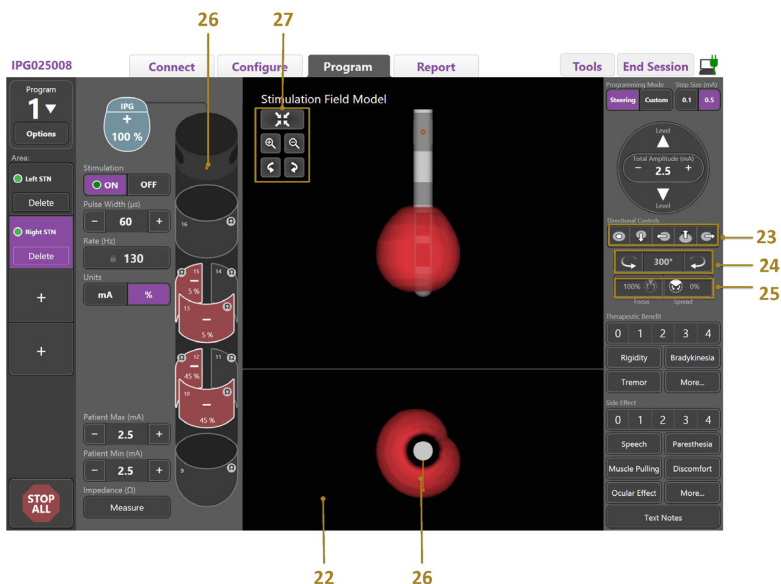 26
27
IPG025008
Connect
Configure
Program
Report
Tools
End Session
Program
1
Options
Area:
Left STN
Delete
Right STN
Delete
+
+
STOP
ALL
IPG
+
100 %
Stimulation
ON
OFF
Pulse Width (µs)
− 60 +
Rate (Hz)
130
Units
mA
%
Patient Max (mA)
− 2.5 +
Patient Min (mA)
− 2.5 +
Impedance (Ω)
Measure
16
15
14
−
5 %
13
−
5 %
12
11
−
45 %
10
−
45 %
9
Stimulation Field Model
Programming Mode
Step Size (mA)
Steering
Custom
0.1
0.5
Level
Total Amplitude (mA)
− 2.5 +
Level
Directional Controls
23
300°
24
100%
0%
25
Focus
Spread
Therapeutic Benefit
0 1 2 3 4
Rigidity
Bradykinesia
Tremor
More...
Side Effect
0 1 2 3 4
Speech
Paresthesia
Muscle Pulling
Discomfort
Ocular Effect
More...
Text Notes
22
26